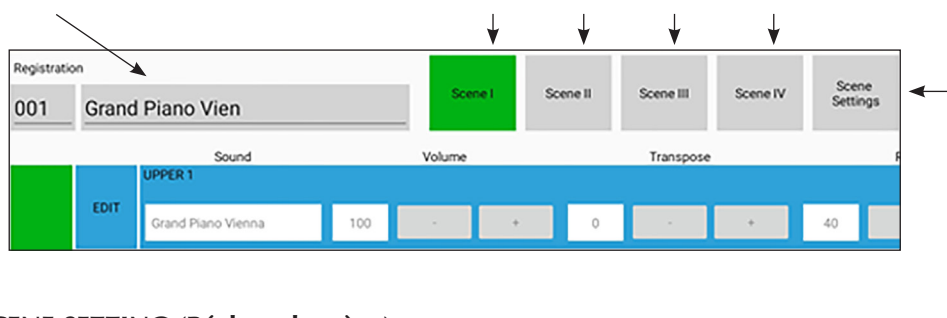 Registration
001 Grand Piano Vien
Scene I Scene II Scene III Scene IV Scene Settings
Sound Volume Transpose
UPPER 1
EDIT
Grand Piano Vienna 100 - + 0 - + 40
SETTING